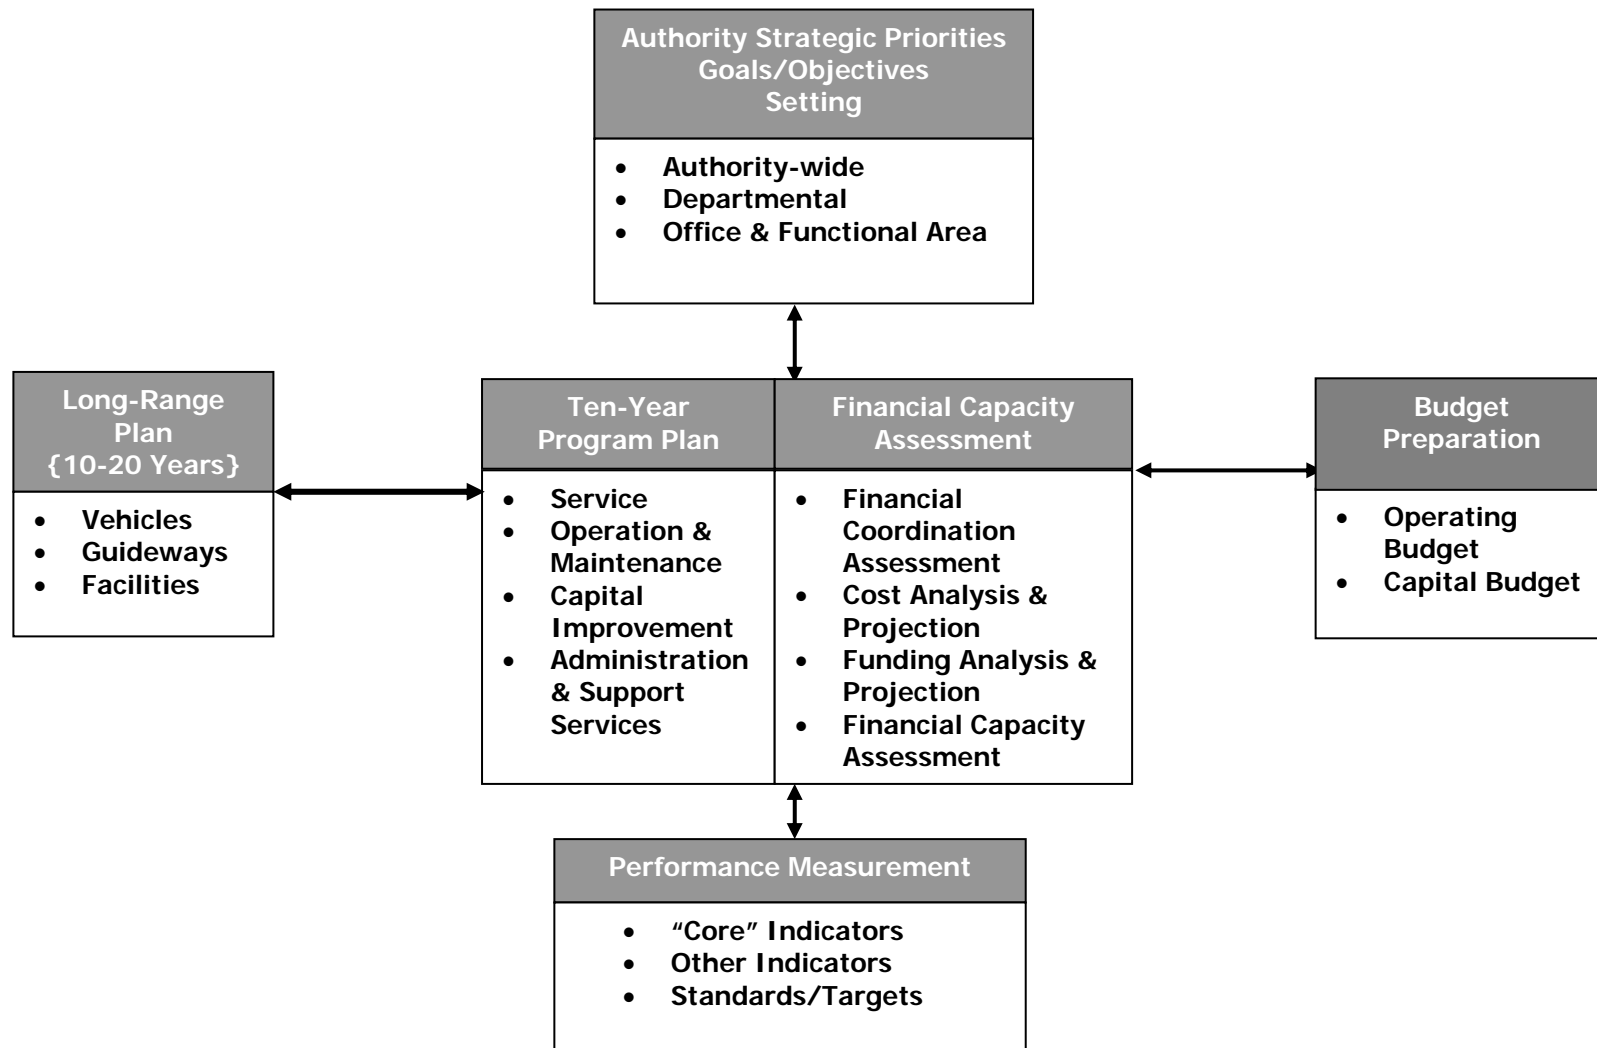 Authority Strategic Priorities
Goals/Objectives
Setting
• Authority-wide
• Departmental
• Office & Functional Area
Long-Range
Plan
{10-20 Years}
• Vehicles
• Guideways
• Facilities
Ten-Year
Program Plan
• Service
• Operation &
Maintenance
• Capital
Improvement
• Administration
& Support
Services
Financial Capacity
Assessment
• Financial
Coordination
Assessment
• Cost Analysis &
Projection
• Funding Analysis &
Projection
• Financial Capacity
Assessment
Budget
Preparation
• Operating
Budget
• Capital Budget
Performance Measurement
• “Core” Indicators
• Other Indicators
• Standards/Targets